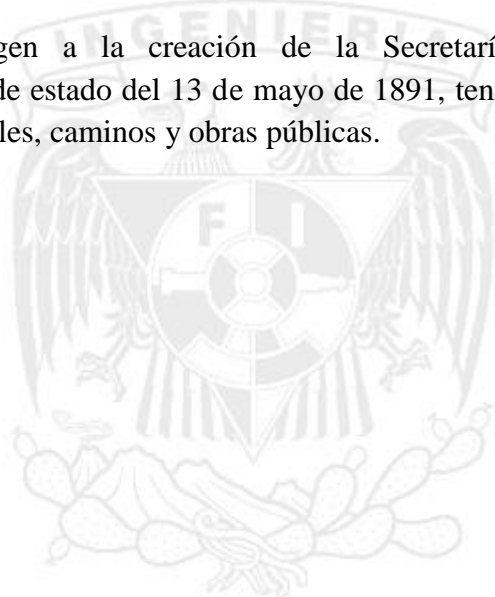 INGENIERI
gen a la creación de la Secretarí
de estado del 13 de mayo de 1891, ten
les, caminos y obras públicas.
F I